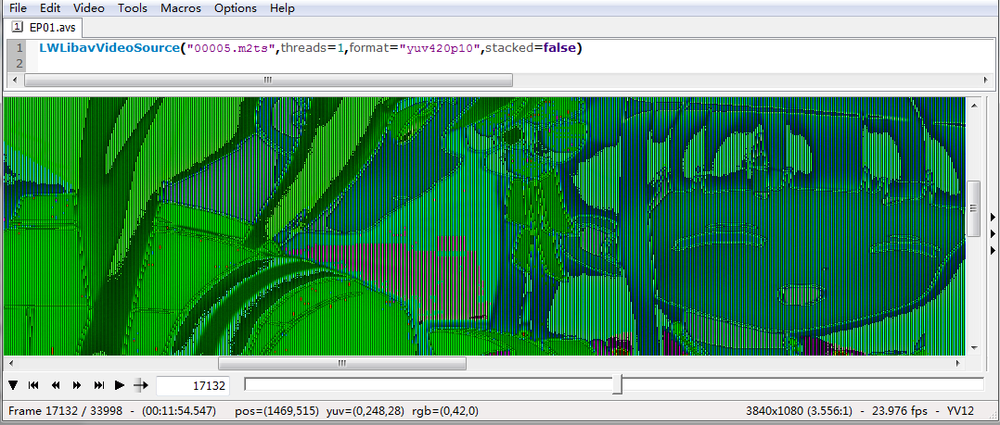 File Edit Video Tools Macros Options Help
1 EP01.avs
1 LWLibavVideoSource("00005.m2ts",threads=1,format="yuv420p10",stacked=false)
2
17132
Frame 17132 / 33998 - (00:11:54.547) pos=(1469,515) yuv=(0,248,28) rgb=(0,42,0) 3840x1080 (3.556:1) - 23.976 fps - YV12